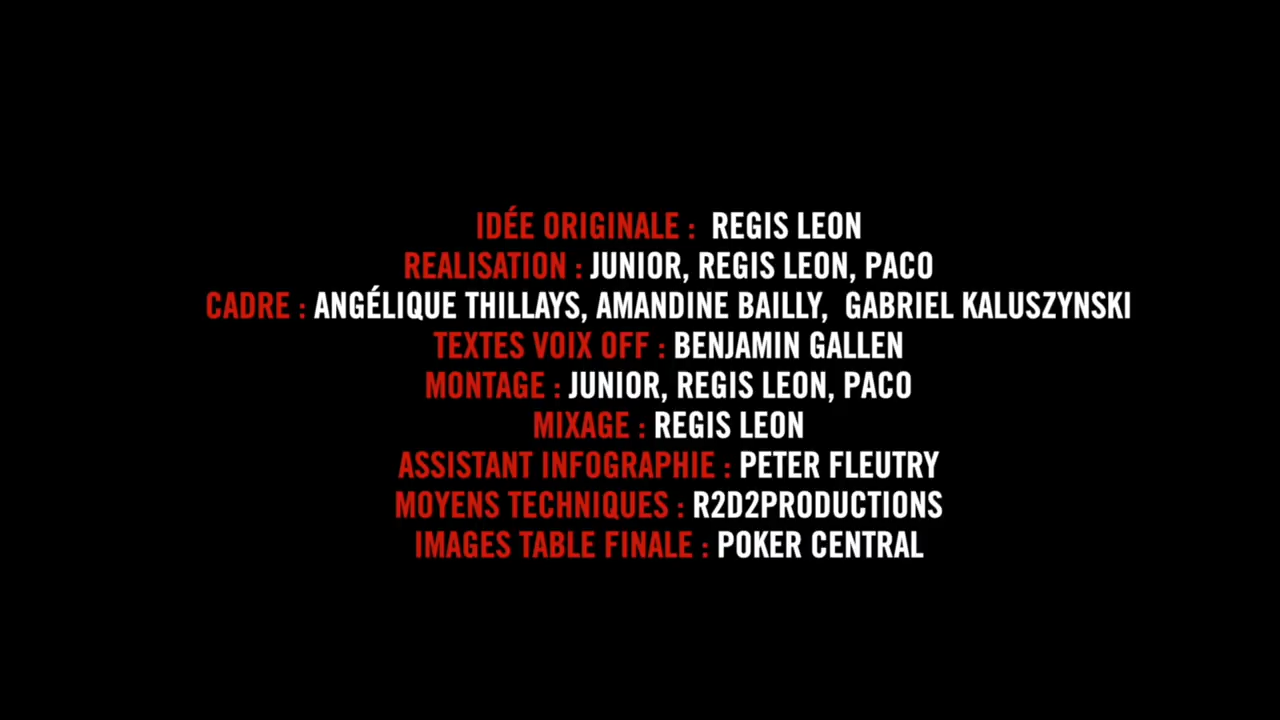 IDÉE ORIGINALE :  REGIS LEON
REALISATION : JUNIOR, REGIS LEON, PACO
CADRE : ANGÉLIQUE THILLAYS, AMANDINE BAILLY,  GABRIEL KALUSZYNSKI
TEXTES VOIX OFF : BENJAMIN GALLEN
MONTAGE : JUNIOR, REGIS LEON, PACO
MIXAGE : REGIS LEON
ASSISTANT INFOGRAPHIE : PETER FLEUTRY
MOYENS TECHNIQUES : R2D2PRODUCTIONS
IMAGES TABLE FINALE : POKER CENTRAL